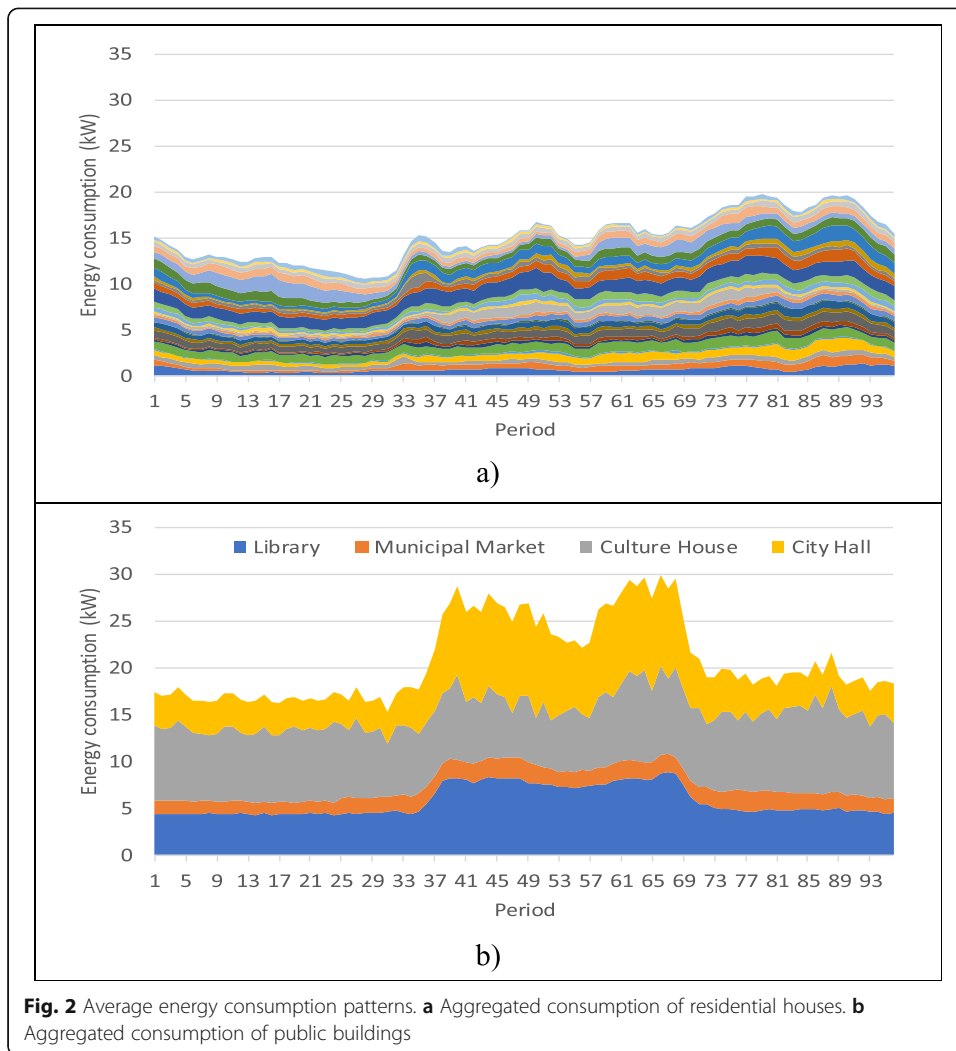 35
30
25
20
15
10
5
0
Energy consumption (kW)
1 5 9 13 17 21 25 29 33 37 41 45 49 53 57 61 65 69 73 77 81 85 89 93
Period
a)
35
30
25
20
15
10
5
0
Energy consumption (kW)
Library Municipal Market Culture House City Hall
1 5 9 13 17 21 25 29 33 37 41 45 49 53 57 61 65 69 73 77 81 85 89 93
Period
b)
Fig. 2 Average energy consumption patterns. a Aggregated consumption of residential houses. b
Aggregated consumption of public buildings